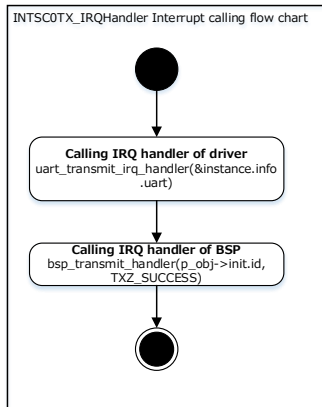 INTSC0TX_IRQHandler Interrupt calling flow chart
Calling IRQ handler of driver
uart_transmit_irq_handler(&instance.info
.uart)
Calling IRQ handler of BSP
bsp_transmit_handler(p_obj->init.id,
TXZ_SUCCESS)